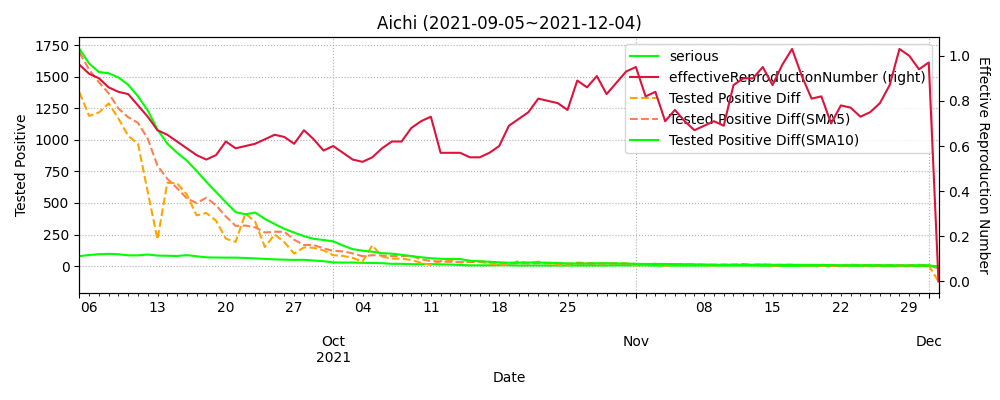 Aichi (2021-09-05~2021-12-04)
Tested Positive
1750
1500
1250
1000
750
500
250
0
serious
effectiveReproductionNumber (right)
Tested Positive Diff
Tested Positive Diff(SMA5)
Tested Positive Diff(SMA10)
1.0
0.8
0.6
0.4
0.2
0.0
Effective Reproduction Number
06 13 20 27 04 11 18 25 08 15 22 29
Oct Nov Dec
2021
Date